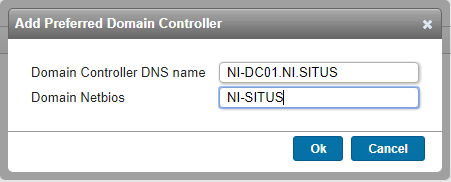 Add Preferred Domain Controller
Domain Controller DNS name NI-DC01.NI.SITUS
Domain Netbios NI-SITUS
Ok Cancel